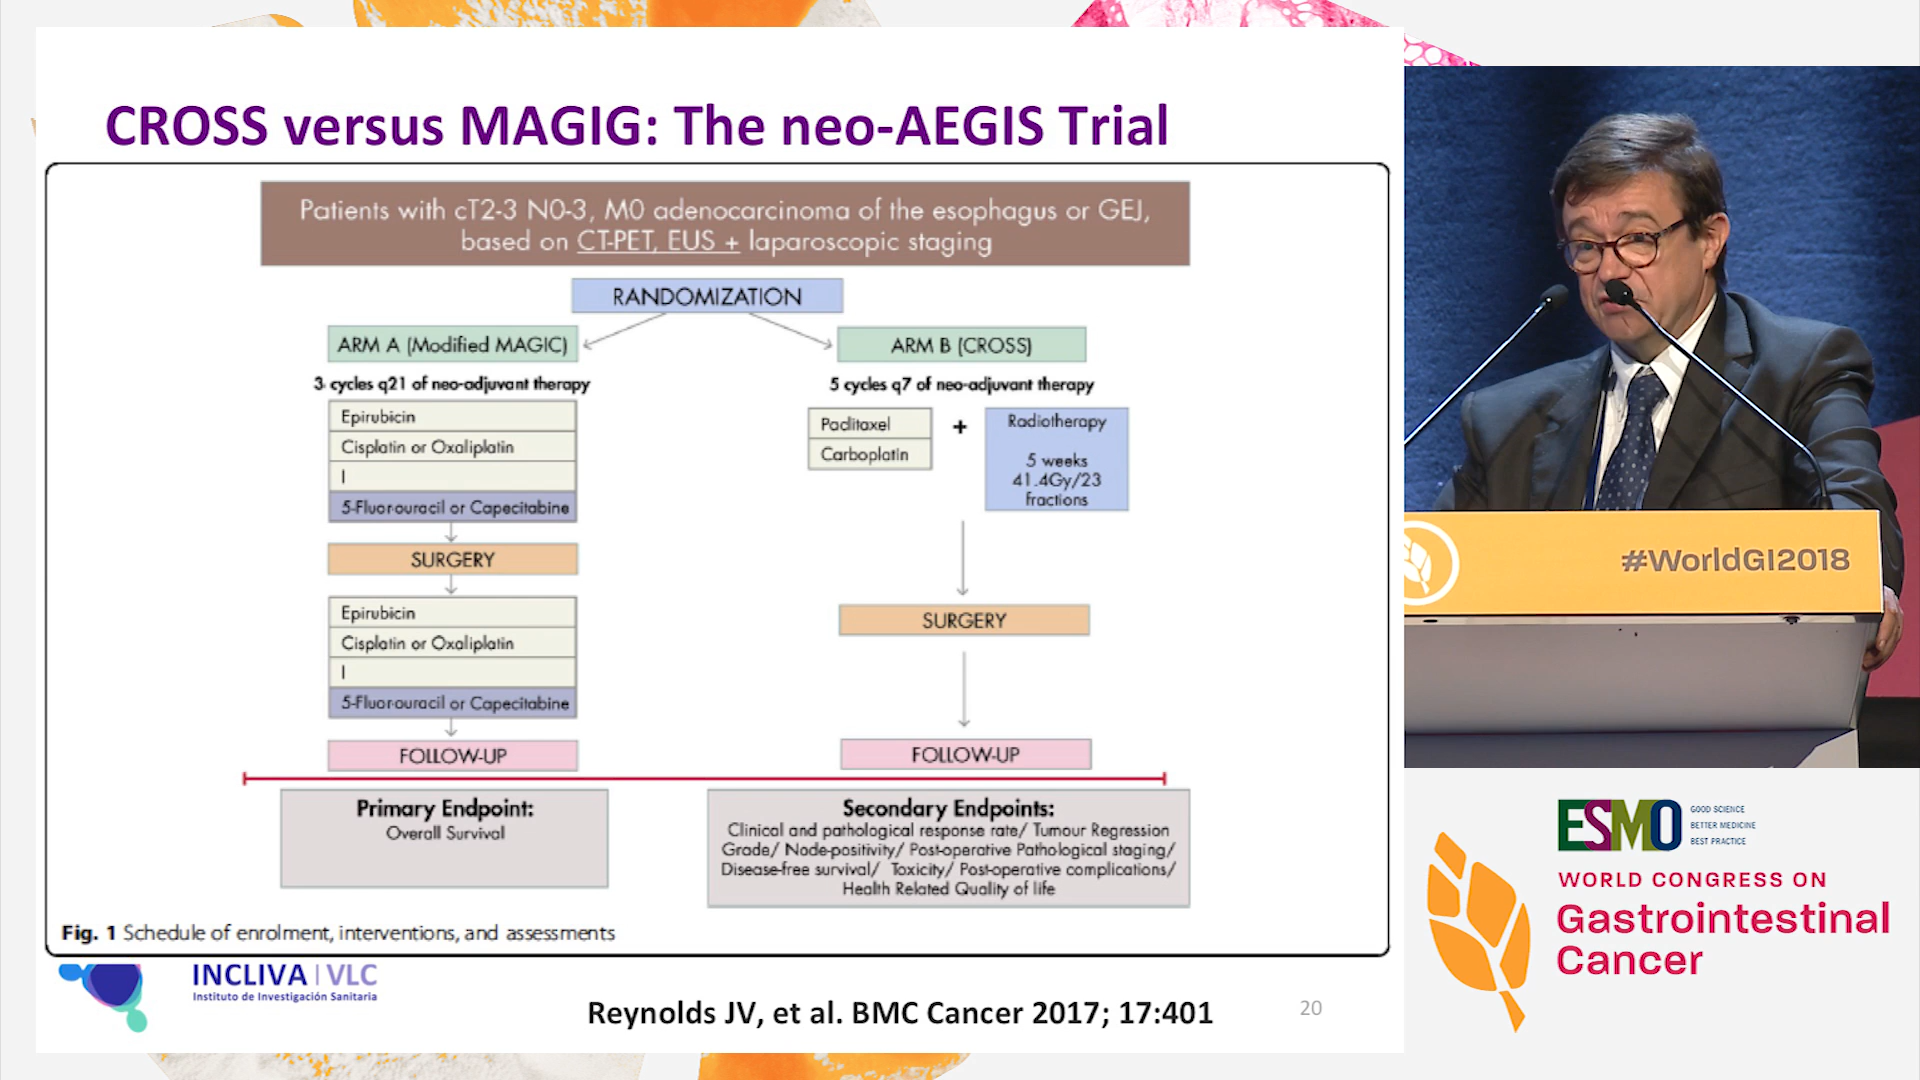 CROSS versus MAGIG: The neo-AEGIS Trial
Patients with cT2-3 N0-3, M0 adenocarcinoma of the esophagus or GEJ,
based on CT-PET, EUS + laparoscopic staging
RANDOMIZATION
ARM A (Modified MAGIC)
3 cycles q21 of neo-adjuvant therapy
Epirubicin
Cisplatin or Oxaliplatin
I
5-Fluorouracil or Capecitabine
SURGERY
Epirubicin
Cisplatin or Oxaliplatin
I
5-Fluorouracil or Capecitabine
FOLLOW-UP
ARM B (CROSS)
5 cycles q7 of neo-adjuvant therapy
Paclitaxel
Carboplatin
+
Radiotherapy
5 weeks
41.4Gy/23
fractions
SURGERY
FOLLOW-UP
Primary Endpoint:
Overall Survival
Secondary Endpoints:
Clinical and pathological response rate/ Tumour Regression
Grade/ Node-positivity/ Post-operative Pathological staging/
Disease-free survival/ Toxicity/ Post-operative complications/
Health Related Quality of life
Fig. 1 Schedule of enrolment, interventions, and assessments
INCLIVA | VLC
Instituto de Investigación Sanitaria
Reynolds JV, et al. BMC Cancer 2017; 17:401
20
#WorldGI2018
ESMO
GOOD SCIENCE
BETTER MEDICINE
BEST PRACTICE
WORLD CONGRESS ON
Gastrointestinal
Cancer